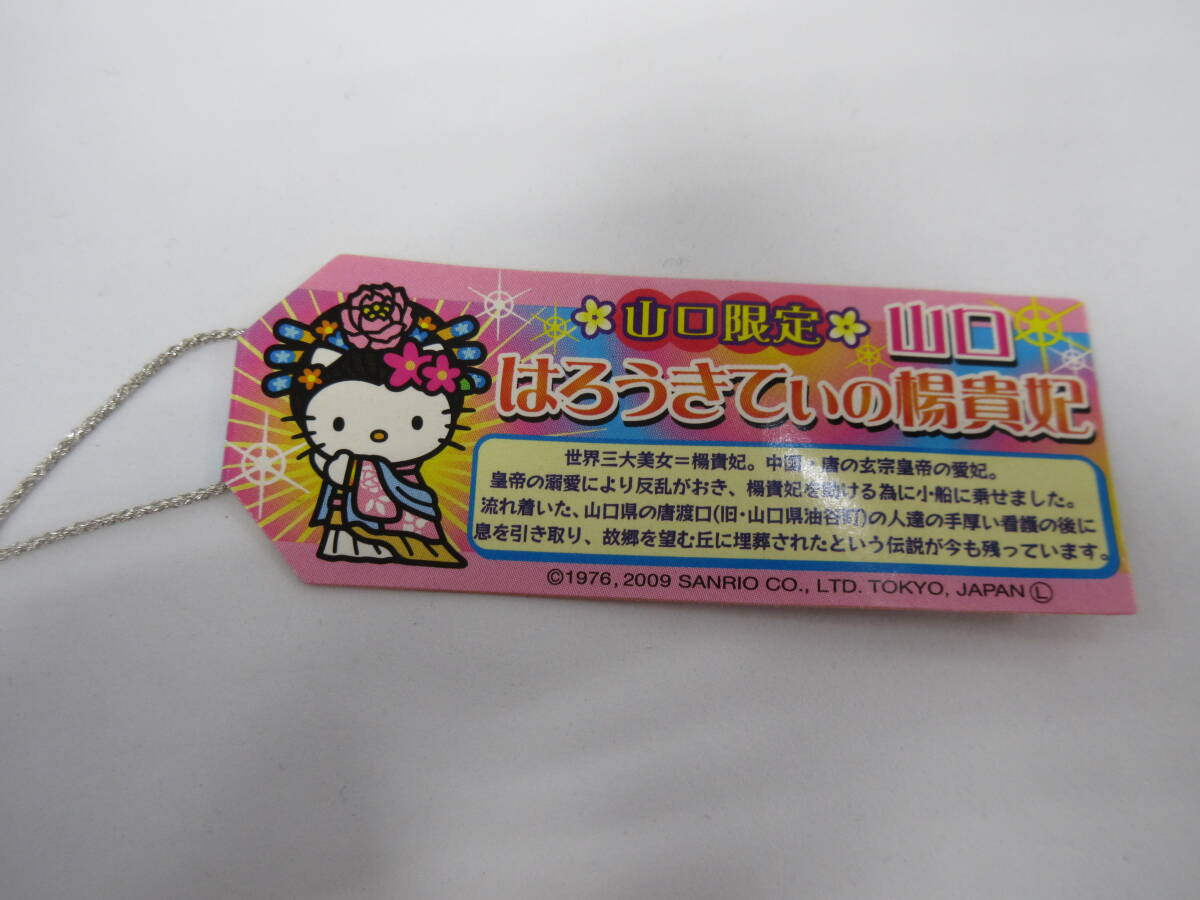 山口限定
山口
はろうきてぃの楊貴妃
世界三大美女=楊貴妃。中国・唐の玄宗皇帝の愛妃。
皇帝の溺愛により反乱がおき、楊貴妃を助ける為に小船に乗せました。
流れ着いた、山口県の唐渡口(旧・山口県油谷町)の人達の手厚い看護の後に
息を引き取り、故郷を望む丘に埋葬されたという伝説が今も残っています。
©1976, 2009 SANRIO CO., LTD. TOKYO, JAPAN Ⓛ